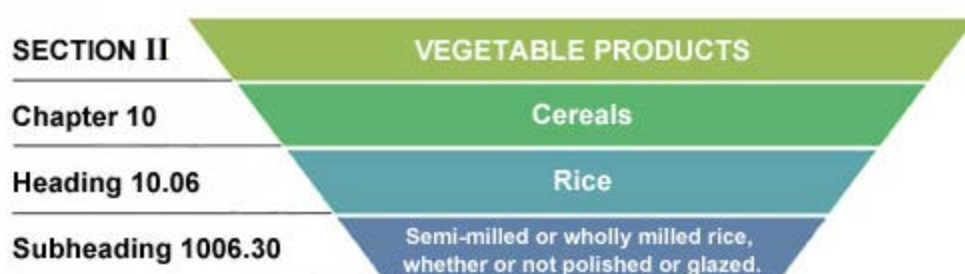 SECTION II
VEGETABLE PRODUCTS
Chapter 10
Cereals
Heading 10.06
Rice
Subheading 1006.30
Semi-milled or wholly milled rice,
whether or not polished or glazed.